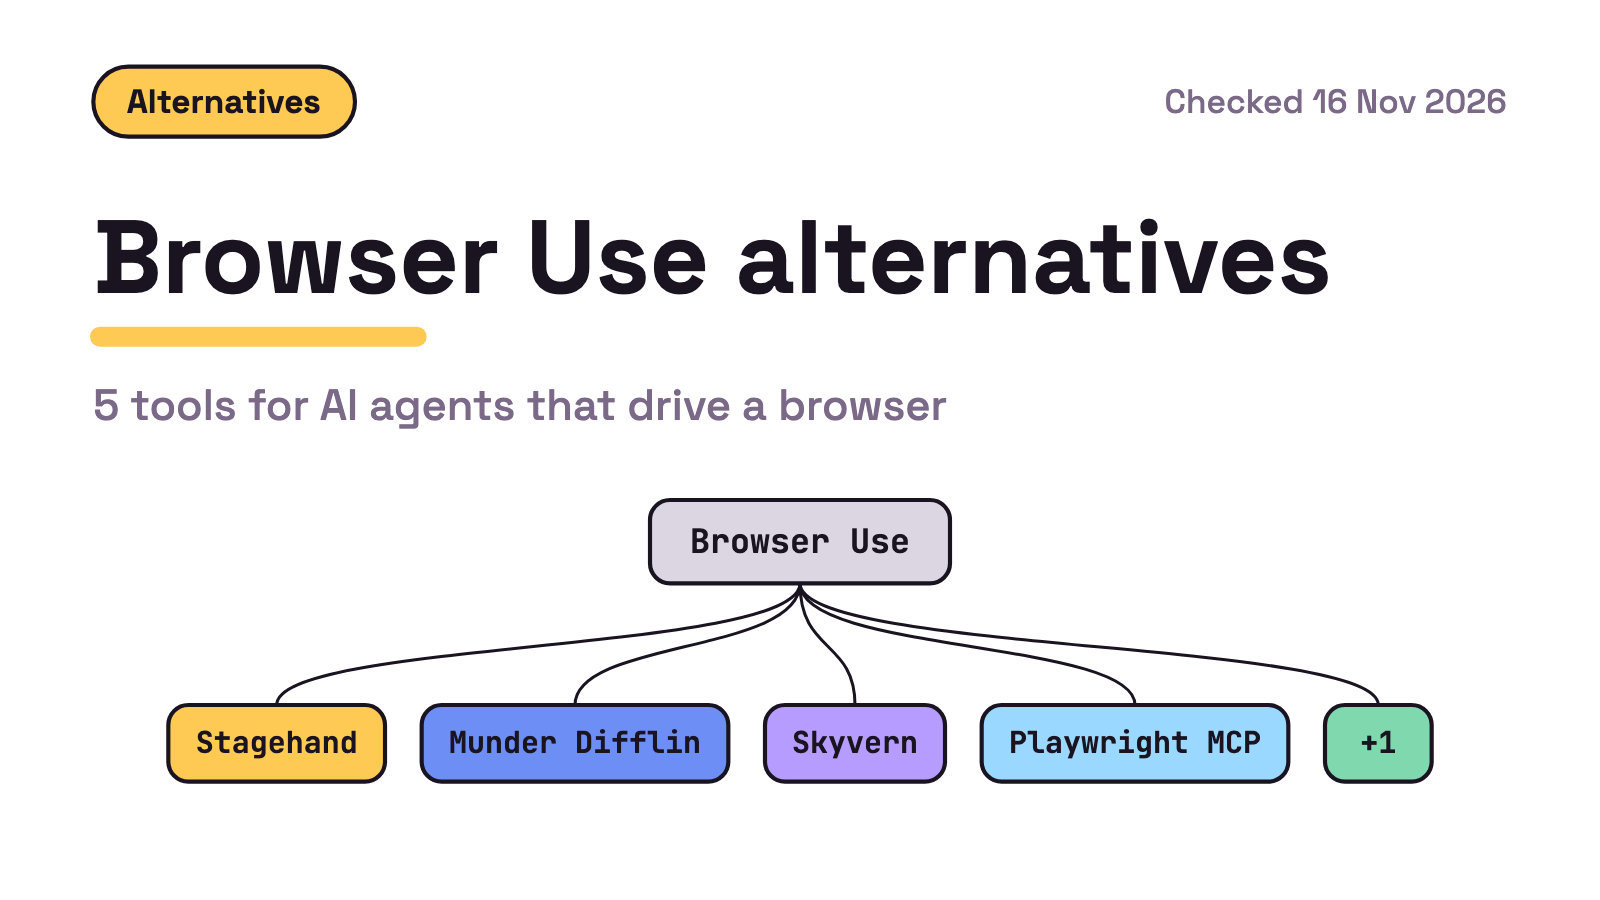 Alternatives
Checked 16 Nov 2026
Browser Use alternatives
5 tools for AI agents that drive a browser
Browser Use
Stagehand
Munder Difflin
Skyvern
Playwright MCP
+1